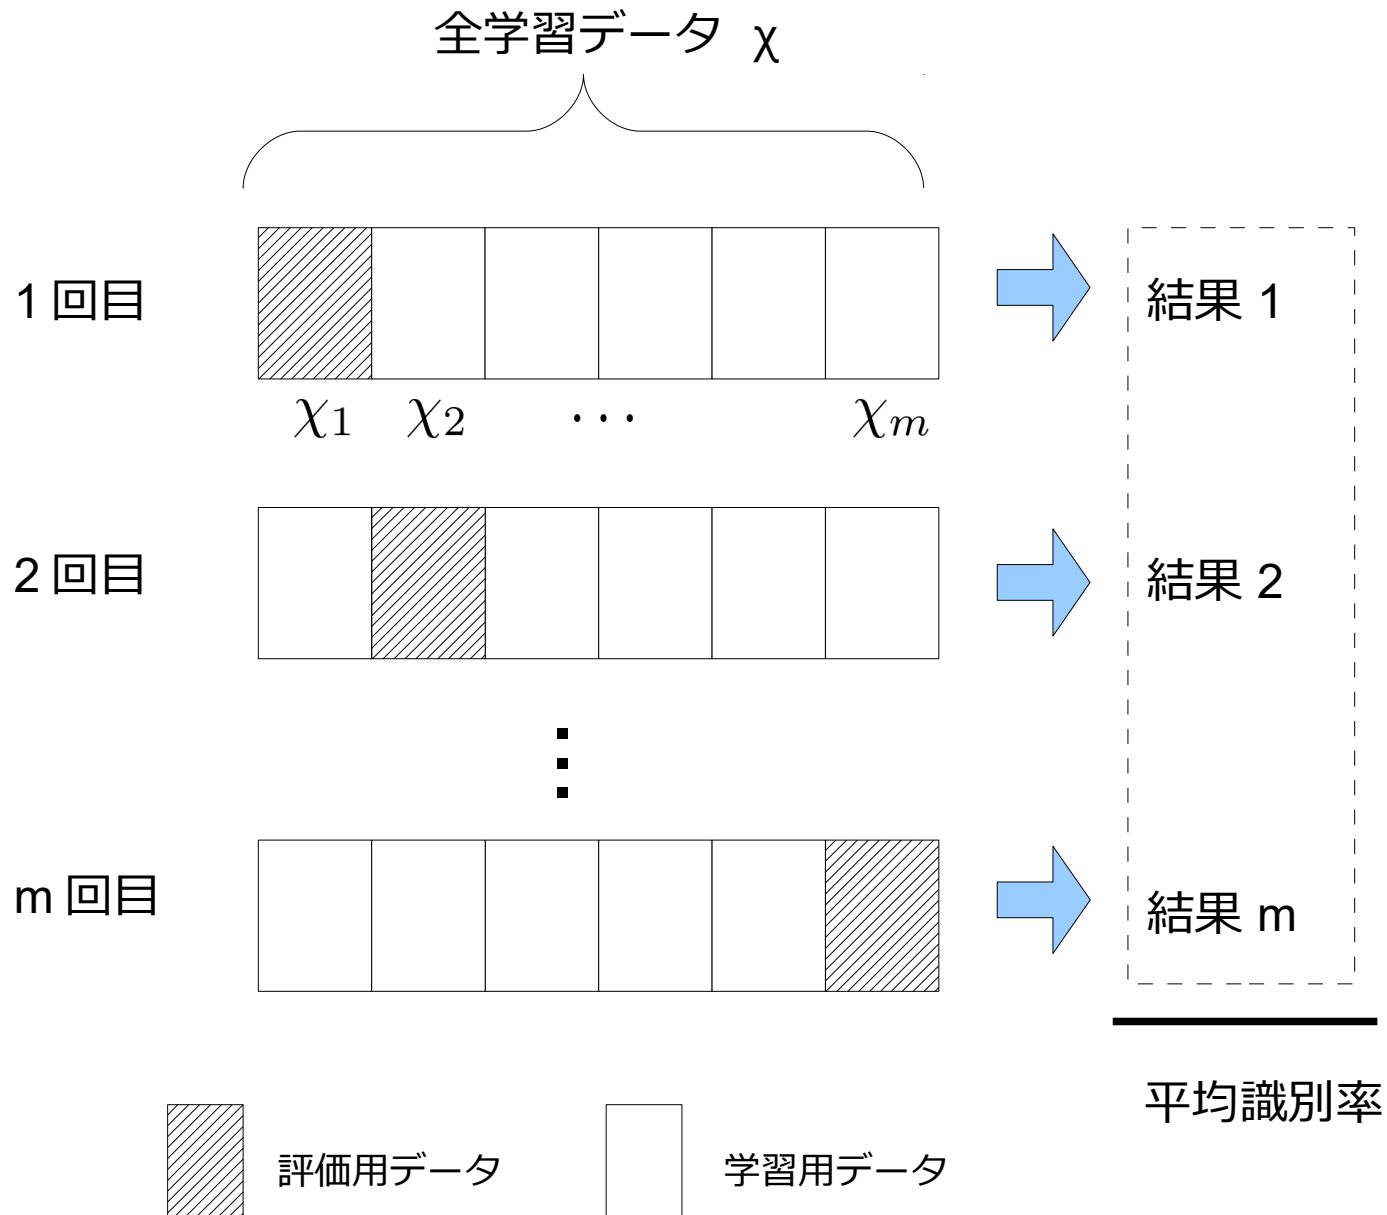 全学習データ χ
1 回目
結果 1
χ1 χ2 ⋯ χm
2 回目
結果 2
⋮
m 回目
結果 m
平均識別率
評価用データ
学習用データ